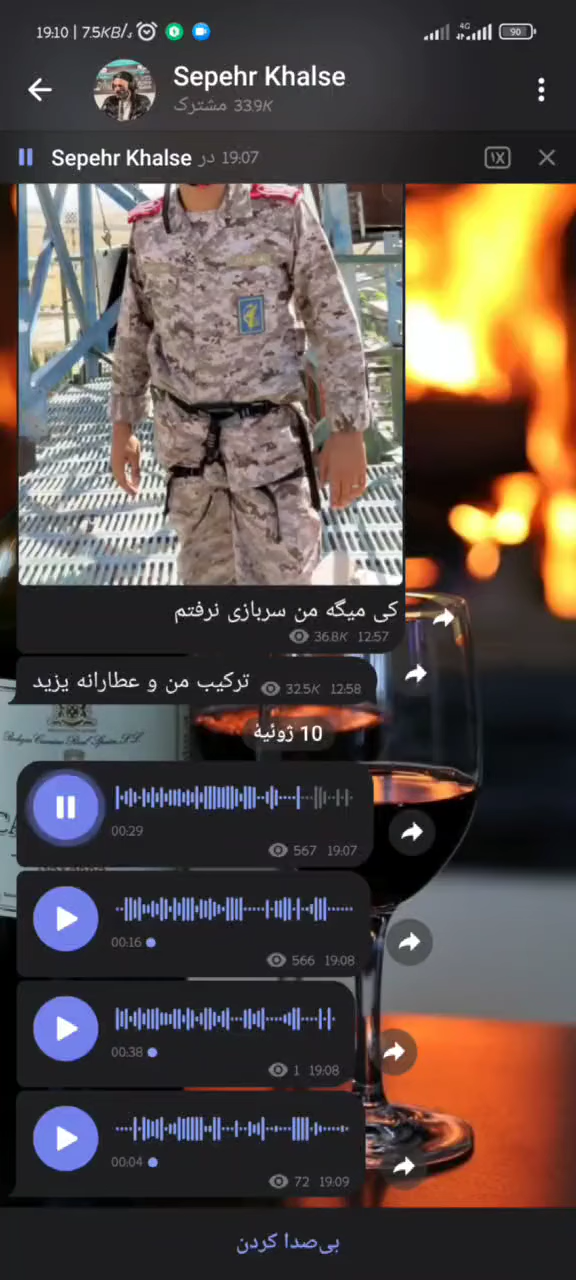 19:10 | 7.5KB/د
4G
90
Sepehr Khalse
33.9K مشترک
Sepehr Khalse در 19:07
1X
کی میگه من سربازی نرفتم
36.8K 12:57
ترکیب من و عطارانه یزید
32.5K 12:58
10 ژوئیهٔ
00:29
567 19:07
00:16
566 19:08
00:38
1 19:08
00:04
72 19:09
بی‌صدا کردن